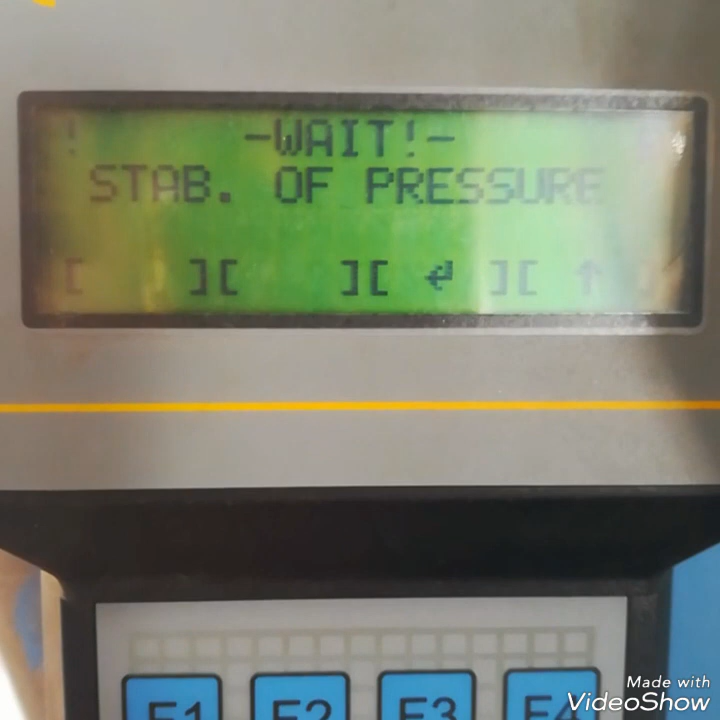 ! -WAIT!-
STAB. OF PRESSURE
[ ][ ][ ↵ ][ ↑ ]
F1 F2 F3 F4
Made with
VideoShow